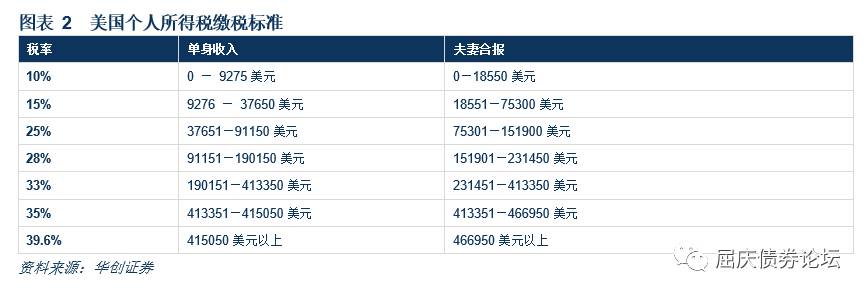 图表 2 美国个人所得税缴税标准
税率 单身收入 夫妻合报
10% 0 － 9275 美元 0－18550 美元
15% 9276 － 37650 美元 18551－75300 美元
25% 37651－91150 美元 75301－151900 美元
28% 91151－190150 美元 151901－231450 美元
33% 190151－413350 美元 231451－413350 美元
35% 413351－415050 美元 413351－466950 美元
39.6% 415050 美元以上 466950 美元以上
资料来源：华创证券
屈庆债券论坛